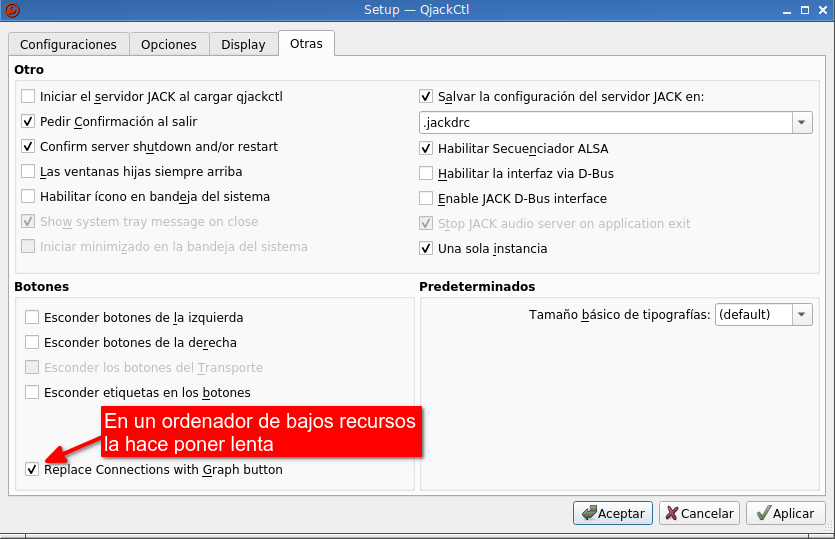 Setup — QjackCtl
Configuraciones
Opciones
Display
Otras
Otro
Iniciar el servidor JACK al cargar qjackctl
Pedir Confirmación al salir
Confirm server shutdown and/or restart
Las ventanas hijas siempre arriba
Habilitar ícono en bandeja del sistema
Show system tray message on close
Iniciar minimizado en la bandeja del sistema
Salvar la configuración del servidor JACK en:
.jackdrc
Habilitar Secuenciador ALSA
Habilitar la interfaz via D-Bus
Enable JACK D-Bus interface
Stop JACK audio server on application exit
Una sola instancia
Botones
Esconder botones de la izquierda
Esconder botones de la derecha
Esconder los botones del Transporte
Esconder etiquetas en los botones
En un ordenador de bajos recursos
la hace poner lenta
Replace Connections with Graph button
Predeterminados
Tamaño básico de tipografías:
(default)
Aceptar
Cancelar
Aplicar